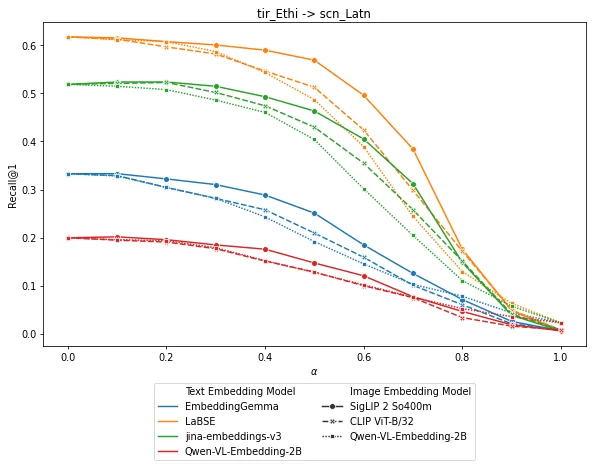 tir_Ethi -> scn_Latn
Recall@1
0.6
0.5
0.4
0.3
0.2
0.1
0.0
0.0 0.2 0.4 0.6 0.8 1.0
α
Text Embedding Model
EmbeddingGemma
LaBSE
jina-embeddings-v3
Qwen-VL-Embedding-2B
Image Embedding Model
SigLIP 2 So400m
CLIP ViT-B/32
Qwen-VL-Embedding-2B